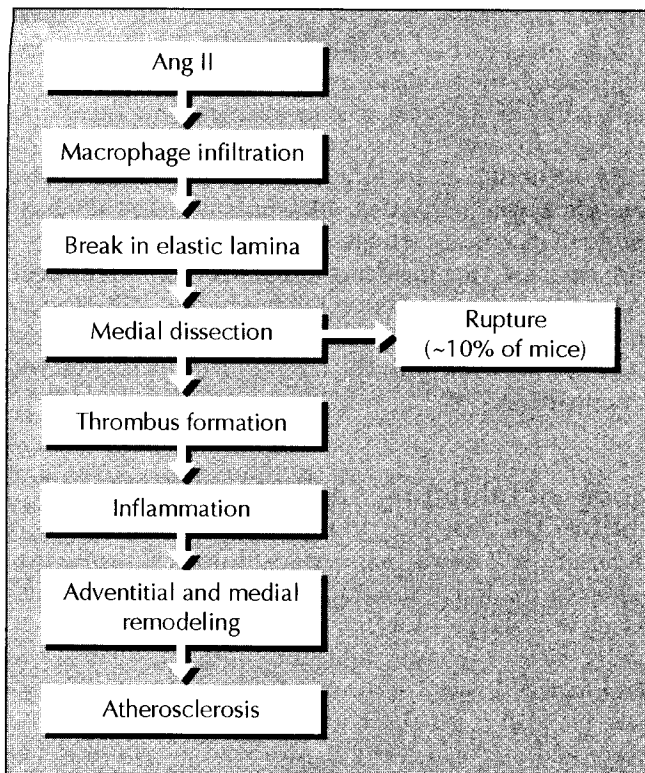 Ang II
Macrophage infiltration
Break in elastic lamina
Medial dissection
Rupture
(~10% of mice)
Thrombus formation
Inflammation
Adventitial and medial
remodeling
Atherosclerosis